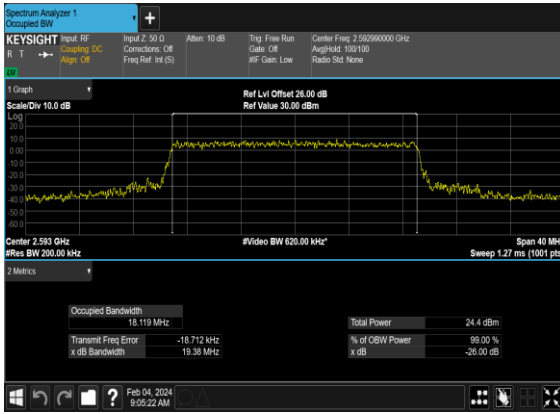 Spectrum Analyzer 1
Occupied BW
+
KEYSIGHT Input: RF Input Z: 50 Ω Atten: 10 dB Trig: Free Run Center Freq: 2.592990000 GHz
R T Coupling: DC Corrections: Off Gate: Off Avg|Hold: 100/100
Align: Off Freq Ref: Int (S) #IF Gain: Low Radio Std: None
LV
1 Graph
Ref Lvl Offset 26.00 dB
Scale/Div 10.0 dB Ref Value 30.00 dBm
Log
20.0
10.0
0.00
-10.0
-20.0
-30.0
-40.0
-50.0
-60.0
Center 2.593 GHz #Video BW 620.00 kHz* Span 40 MH
#Res BW 200.00 kHz Sweep 1.27 ms (1001 pts
2 Metrics
Occupied Bandwidth
18.119 MHz Total Power 24.4 dBm
Transmit Freq Error -18.712 kHz % of OBW Power 99.00 %
x dB Bandwidth 19.38 MHz x dB -26.00 dB
? Feb 04, 2024
9:05:22 AM